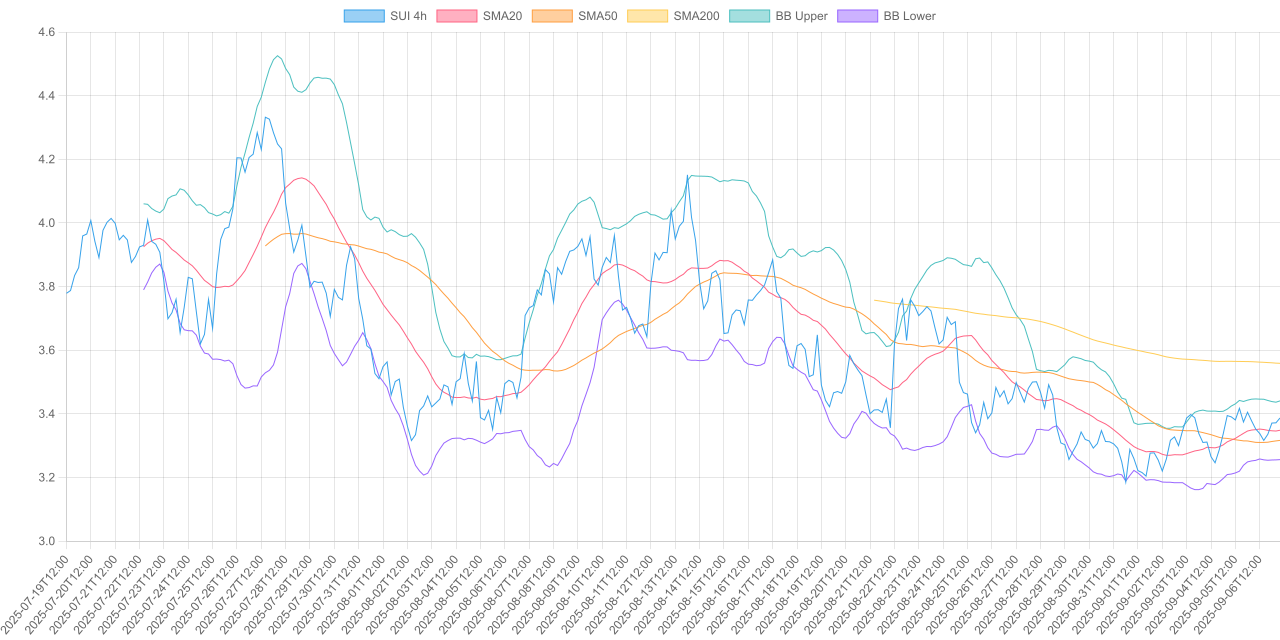 SUI 4h SMA20 SMA50 SMA200 BB Upper BB Lower
4.6
4.4
4.2
4.0
3.8
3.6
3.4
3.2
3.0
2025-07-19T12:00
2025-07-20T12:00
2025-07-21T12:00
2025-07-22T12:00
2025-07-23T12:00
2025-07-24T12:00
2025-07-25T12:00
2025-07-26T12:00
2025-07-27T12:00
2025-07-28T12:00
2025-07-29T12:00
2025-07-30T12:00
2025-07-31T12:00
2025-08-01T12:00
2025-08-02T12:00
2025-08-03T12:00
2025-08-04T12:00
2025-08-05T12:00
2025-08-06T12:00
2025-08-07T12:00
2025-08-08T12:00
2025-08-09T12:00
2025-08-10T12:00
2025-08-11T12:00
2025-08-12T12:00
2025-08-13T12:00
2025-08-14T12:00
2025-08-15T12:00
2025-08-16T12:00
2025-08-17T12:00
2025-08-18T12:00
2025-08-19T12:00
2025-08-20T12:00
2025-08-21T12:00
2025-08-22T12:00
2025-08-23T12:00
2025-08-24T12:00
2025-08-25T12:00
2025-08-26T12:00
2025-08-27T12:00
2025-08-28T12:00
2025-08-29T12:00
2025-08-30T12:00
2025-08-31T12:00
2025-09-01T12:00
2025-09-02T12:00
2025-09-03T12:00
2025-09-04T12:00
2025-09-05T12:00
2025-09-06T12:00